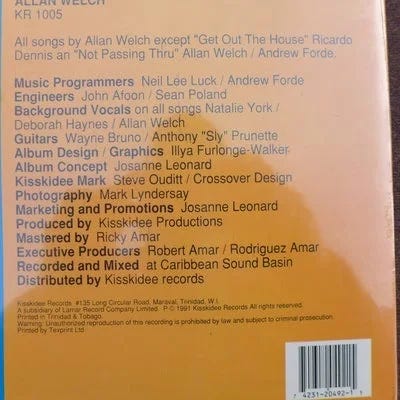 ALLAN WELCH
KR 1005
All songs by Allan Welch except "Get Out The House" Ricardo
Dennis an "Not Passing Thru" Allan Welch / Andrew Forde.
Music Programmers Neil Lee Luck / Andrew Forde
Engineers John Afoon / Sean Poland
Background Vocals on all songs Natalie York /
Deborah Haynes / Allan Welch
Guitars Wayne Bruno / Anthony "Sly" Prunette
Album Design / Graphics Illya Furlonge-Walker
Album Concept Josanne Leonard
Kisskidee Mark Steve Ouditt / Crossover Design
Photography Mark Lyndersay
Marketing and Promotions Josanne Leonard
Produced by Kisskidee Productions
Mastered by Ricky Amar
Executive Producers Robert Amar / Rodriguez Amar
Recorded and Mixed at Caribbean Sound Basin
Distributed by Kisskidee records
Kisskidee Records #135 Long Circular Road, Maraval, Trinidad, W.I.
A subsidiary of Lamar Record Company Limited. P © 1991 Kisskidee Records All rights reserved.
Printed in Trinidad & Tobago.
Warning: Unauthorized reproduction of this recording is prohibited by law and subject to criminal prosecution.
Printed by Texprint Ltd
7 4231-20492-1 1